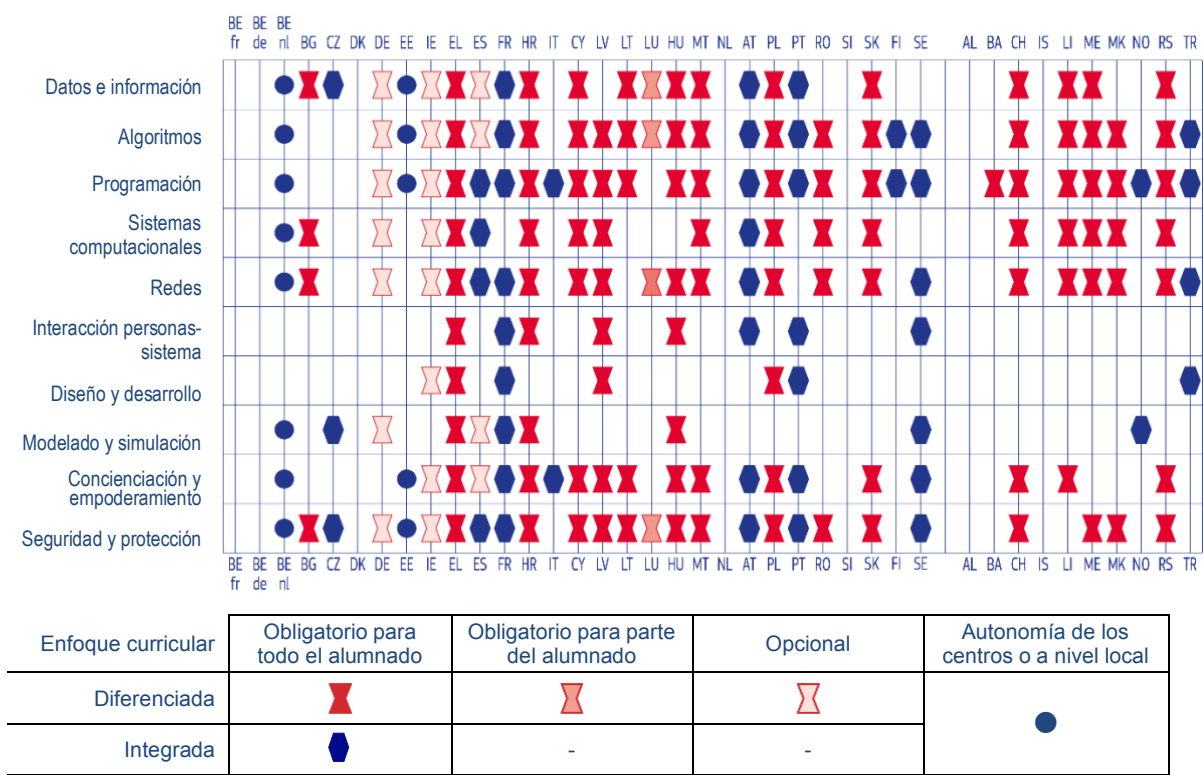 BE BE BE
fr de nl BG CZ DK DE EE IE EL ES FR HR IT CY LV LT LU HU MT NL AT PL PT RO SI SK FI SE AL BA CH IS LI ME MK NO RS TR
Datos e información
Algoritmos
Programación
Sistemas
computacionales
Redes
Interacción personas-
sistema
Diseño y desarrollo
Modelado y simulación
Concienciación y
empoderamiento
Seguridad y protección
BE BE BE BG CZ DK DE EE IE EL ES FR HR IT CY LV LT LU HU MT NL AT PL PT RO SI SK FI SE AL BA CH IS LI ME MK NO RS TR
fr de nl
Enfoque curricular
Obligatorio para
todo el alumnado
Obligatorio para parte
del alumnado
Opcional
Autonomía de los
centros o a nivel local
Diferenciada
Integrada - -